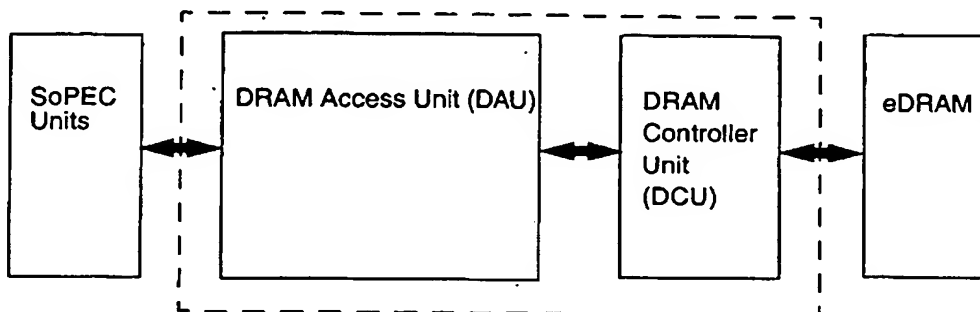 SoPEC
Units
DRAM Access Unit (DAU)
DRAM
Controller
Unit
(DCU)
eDRAM